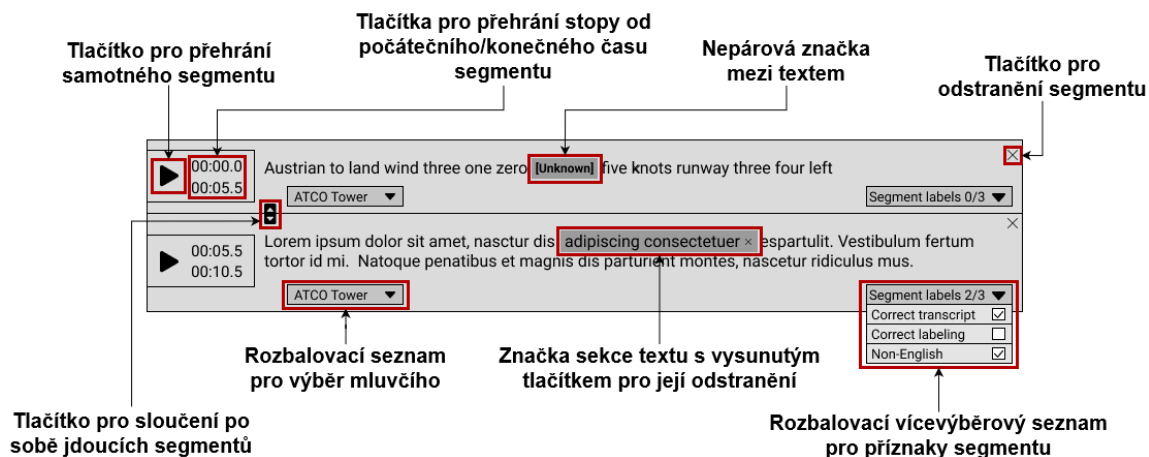 Tlačítko pro přehrání
samotného segmentu
Tlačítka pro přehrání stopy od
počátečního/konečného času
segmentu
Nepárová značka
mezi textem
Tlačítko pro
odstranění segmentu
00:00.0
00:05.5
Austrian to land wind three one zero [Unknown] five knots runway three four left
ATCO Tower
Segment labels 0/3
00:05.5
00:10.5
Lorem ipsum dolor sit amet, nasctur dis adipiscing consectetuer × espartulit. Vestibulum fertum
tortor id mi. Natoque penatibus et magnis dis parturient montes, nascetur ridiculus mus.
ATCO Tower
Segment labels 2/3
Correct transcript
Correct labeling
Non-English
Rozbalovací seznam
pro výběr mluvčího
Značka sekce textu s vysunutým
tlačítkem pro její odstranění
Tlačítko pro sloučení po
sobě jdoucích segmentů
Rozbalovací vícevýběrový seznam
pro příznaky segmentu